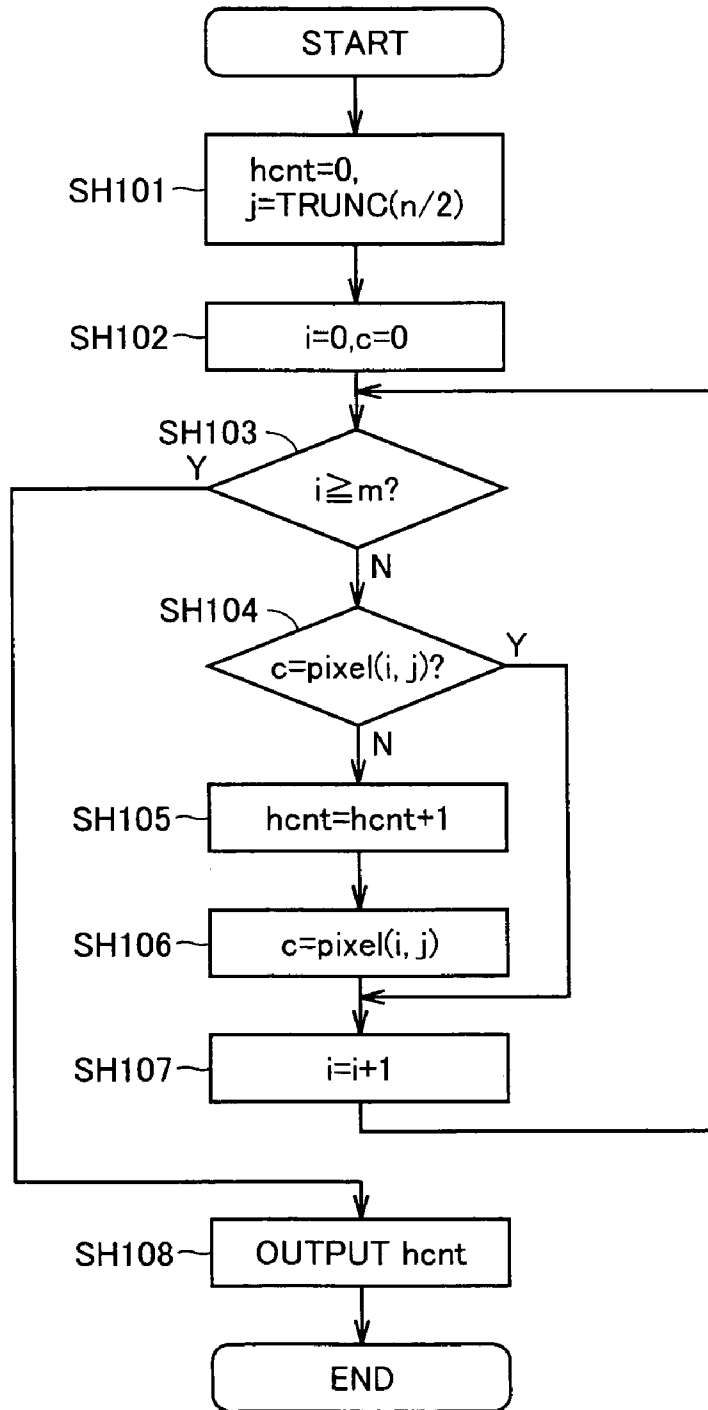 START
SH101
hcnt=0,
j=TRUNC(n/2)
SH102
i=0,c=0
SH103
Y
i≧m?
N
SH104
c=pixel(i, j)?
Y
N
SH105
hcnt=hcnt+1
SH106
c=pixel(i, j)
SH107
i=i+1
SH108
OUTPUT hcnt
END